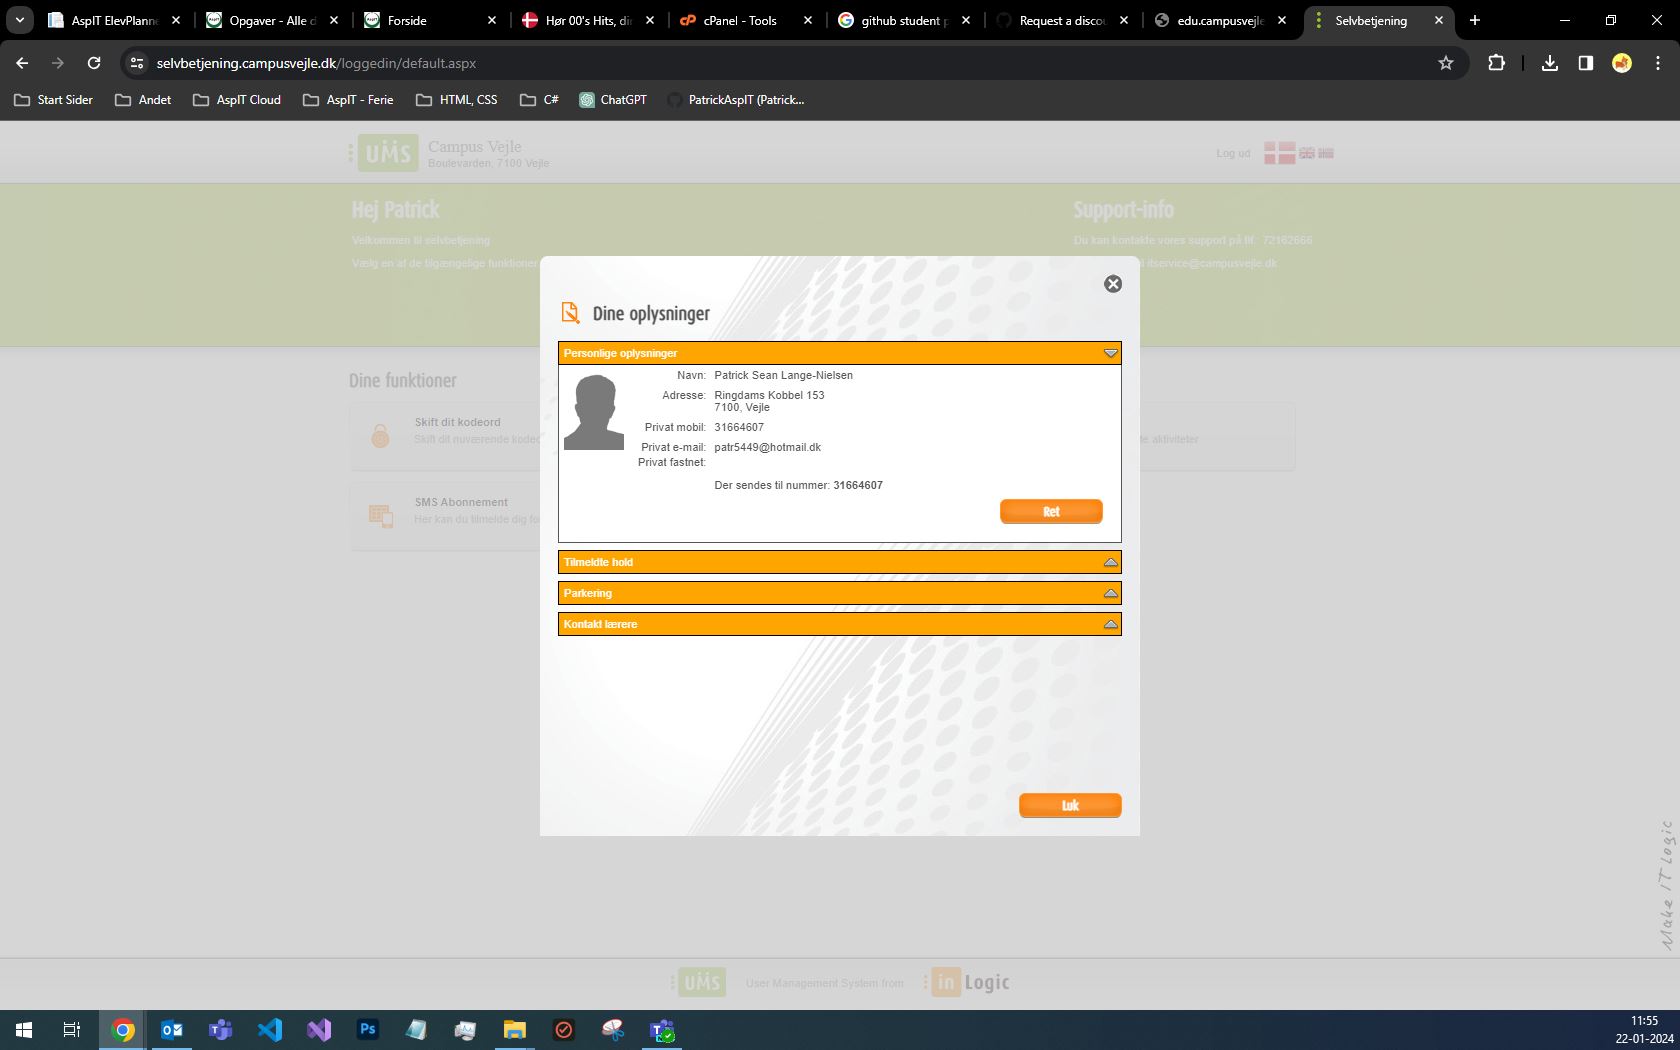 AspIT ElevPlanne
Opgaver - Alle d
Forside
Hør 00's Hits, dir
cPanel - Tools
github student p
Request a discou
edu.campusvejle
Selvbetjening
selvbetjening.campusvejle.dk/loggedin/default.aspx
Start Sider
Andet
AspIT Cloud
AspIT - Ferie
HTML, CSS
C#
ChatGPT
PatrickAspIT (Patrick...
UMS
Campus Vejle
Boulevarden, 7100 Vejle
Log ud
Hej Patrick
Velkommen til selvbetjening
Vælg en af de tilgængelige funktioner
Support-info
Du kan kontakte vores support på tlf.: 72162666
itservice@campusvejle.dk
Dine oplysninger
Personlige oplysninger
Navn: Patrick Sean Lange-Nielsen
Adresse: Ringdams Kobbel 153
7100, Vejle
Privat mobil: 31664607
Privat e-mail: patr5449@hotmail.dk
Privat fastnet:
Der sendes til nummer: 31664607
Ret
Tilmeldte hold
Parkering
Kontakt lærere
Luk
Dine funktioner
Skift dit kodeord
Skift dit nuværende kodeo
aktiviteter
SMS Abonnement
Her kan du tilmelde dig fo
Make IT Logic
UMS
User Management System from
in Logic
Ps
11:55
22-01-2024